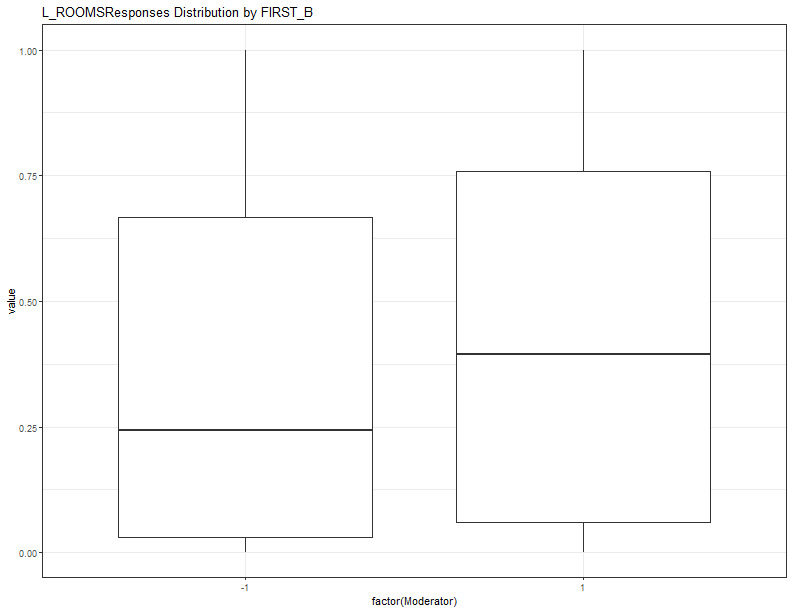 L_ROOMSResponses Distribution by FIRST_B
1.00
0.75
0.50
0.25
0.00
value
-1
1
factor(Moderator)